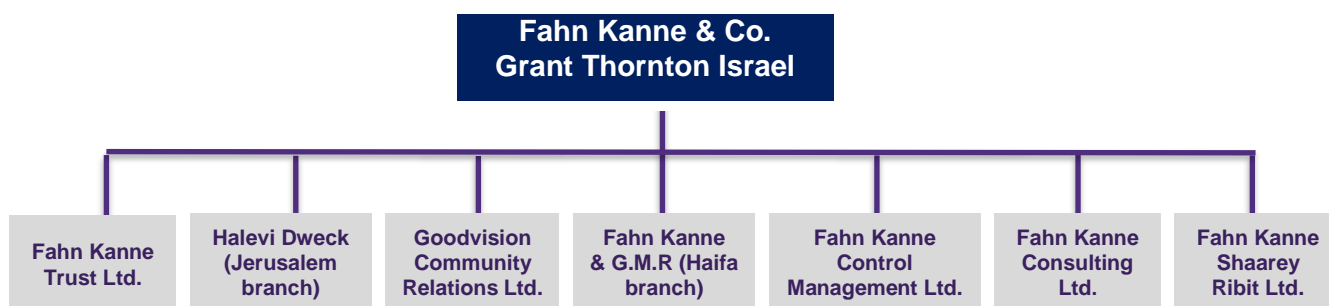 Fahn Kanne & Co.
Grant Thornton Israel
Fahn Kanne
Trust Ltd.
Halevi Dweck
(Jerusalem
branch)
Goodvision
Community
Relations Ltd.
Fahn Kanne
& G.M.R (Haifa
branch)
Fahn Kanne
Control
Management Ltd.
Fahn Kanne
Consulting
Ltd.
Fahn Kanne
Shaarey
Ribit Ltd.